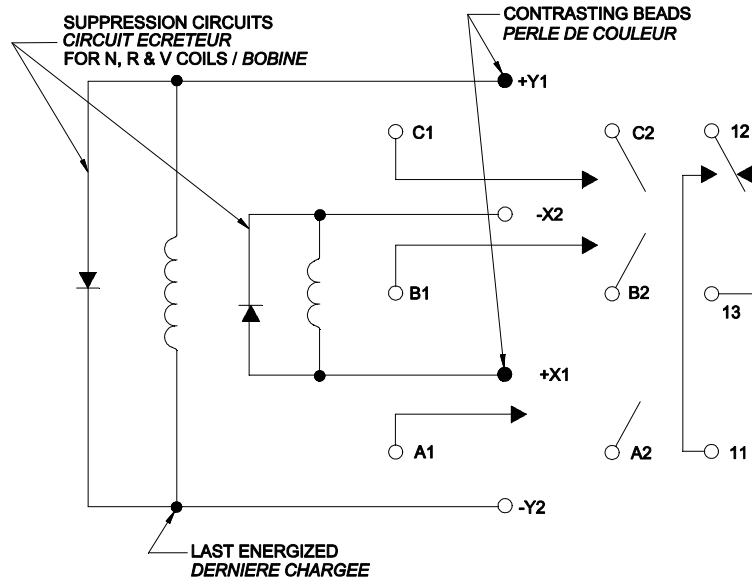 SUPPRESSION CIRCUITS
CIRCUIT ECRETEUR
FOR N, R & V COILS / BOBINE
CONTRASTING BEADS
PERLE DE COULEUR
+Y1
C1
C2
12
-X2
B1
B2
13
+X1
A1
A2
11
-Y2
LAST ENERGIZED
DERNIERE CHARGEE